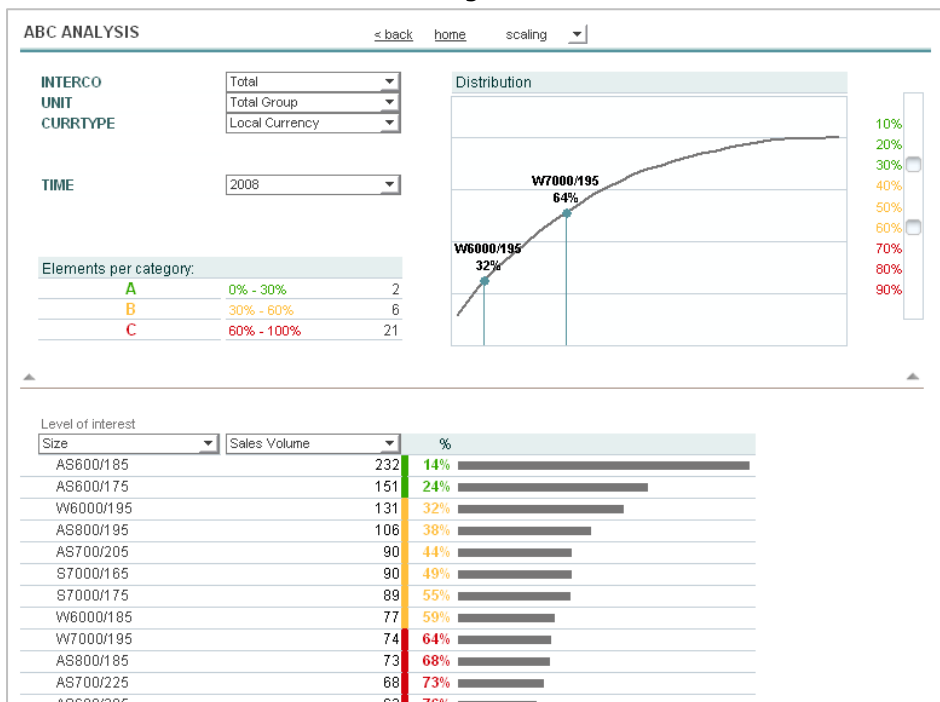 ABC ANALYSIS < back home scaling
INTERCO Total
UNIT Total Group
CURRTYPE Local Currency
TIME 2008
Distribution
W7000/195
64%
W6000/195
32%
10%
20%
30%
40%
50%
60%
70%
80%
90%
Elements per category:
A 0% - 30% 2
B 30% - 60% 6
C 60% - 100% 21
Level of interest
Size Sales Volume %
AS600/185 232 14%
AS600/175 151 24%
W6000/195 131 32%
AS800/195 106 38%
AS700/205 90 44%
S7000/165 90 49%
S7000/175 89 55%
W6000/185 77 59%
W7000/195 74 64%
AS800/185 73 68%
AS700/225 68 73%